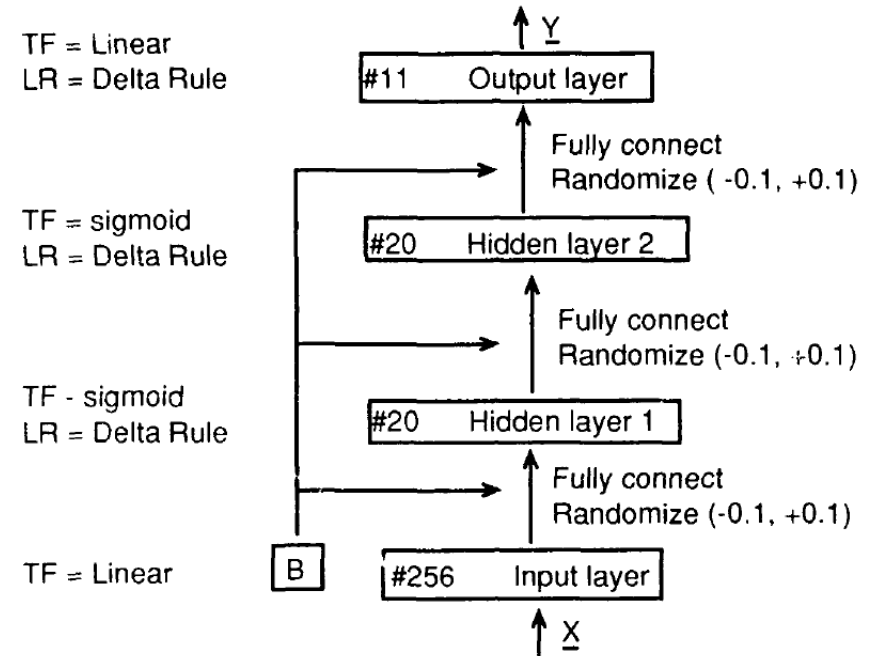 Y
TF = Linear
LR = Delta Rule
#11 Output layer
Fully connect
Randomize ( -0.1, +0.1)
TF = sigmoid
LR = Delta Rule
#20 Hidden layer 2
Fully connect
Randomize (-0.1, +0.1)
TF - sigmoid
LR = Delta Rule
#20 Hidden layer 1
Fully connect
Randomize (-0.1, +0.1)
TF = Linear
B
#256 Input layer
X